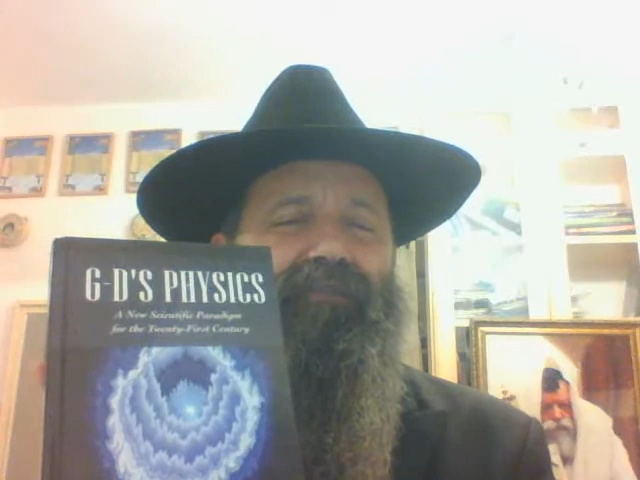 G-D'S PHYSICS
A New Scientific Paradigm
for the Twenty-First Century